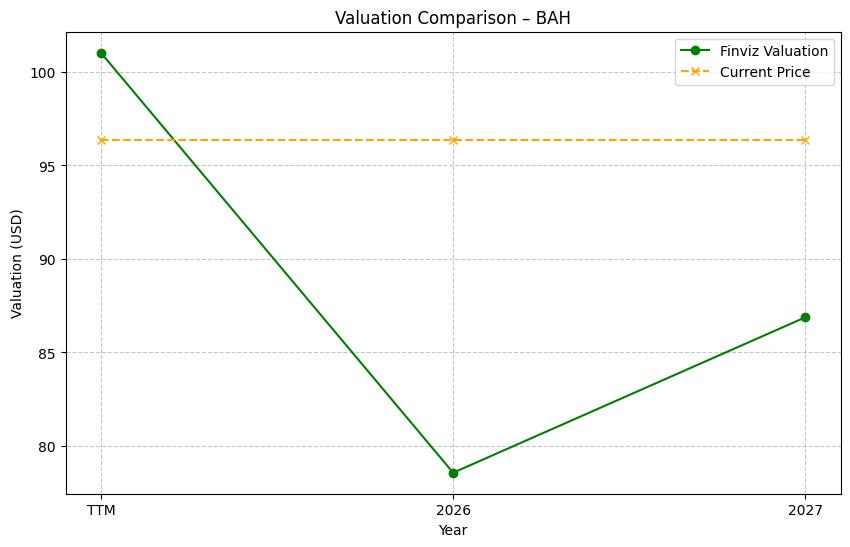 Valuation Comparison – BAH
Finviz Valuation
Current Price
Valuation (USD)
100
95
90
85
80
TTM
2026
2027
Year